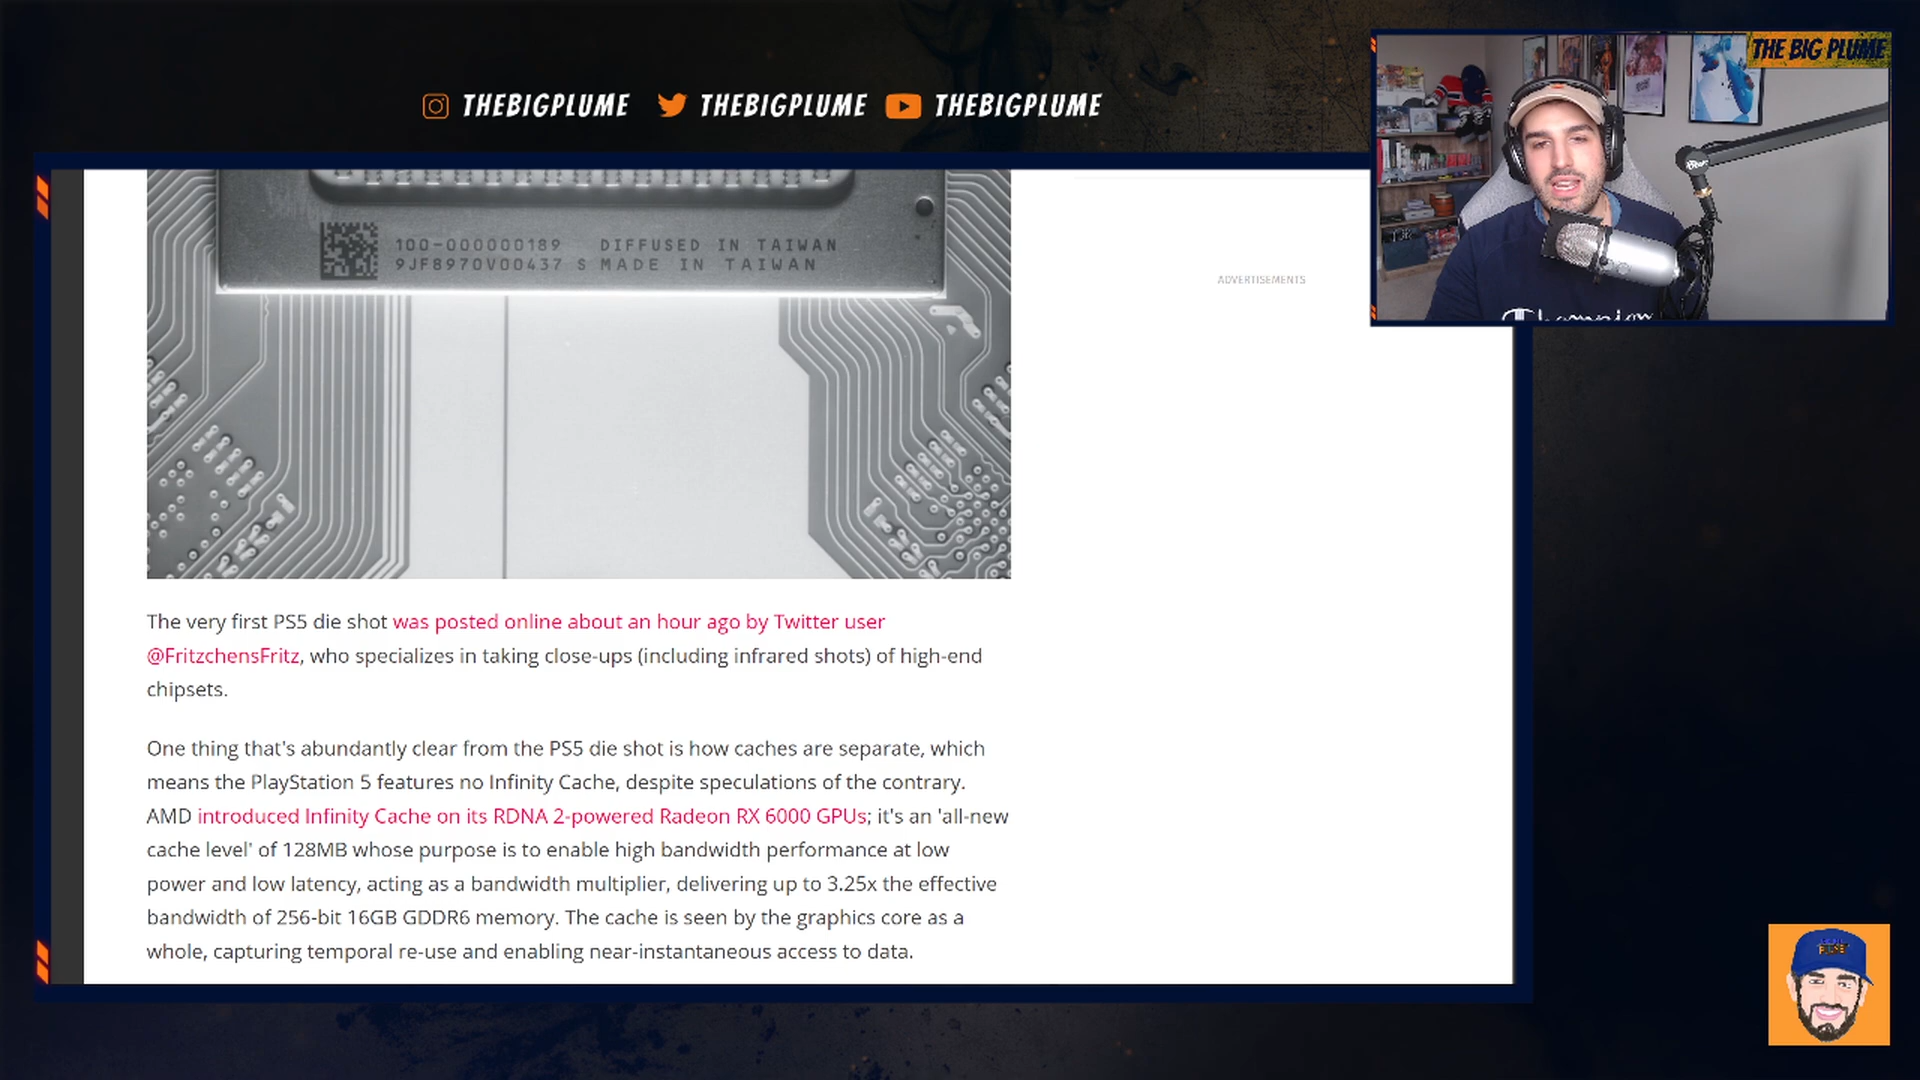 THE BIG PLUME
THEBIGPLUME THEBIGPLUME THEBIGPLUME
100-000000189 DIFFUSED IN TAIWAN
9JF8970V00437 S MADE IN TAIWAN
ADVERTISEMENTS
Champion
The very first PS5 die shot was posted online about an hour ago by Twitter user
@FritzchensFritz, who specializes in taking close-ups (including infrared shots) of high-end
chipsets.
One thing that's abundantly clear from the PS5 die shot is how caches are separate, which
means the PlayStation 5 features no Infinity Cache, despite speculations of the contrary.
AMD introduced Infinity Cache on its RDNA 2-powered Radeon RX 6000 GPUs; it's an 'all-new
cache level' of 128MB whose purpose is to enable high bandwidth performance at low
power and low latency, acting as a bandwidth multiplier, delivering up to 3.25x the effective
bandwidth of 256-bit 16GB GDDR6 memory. The cache is seen by the graphics core as a
whole, capturing temporal re-use and enabling near-instantaneous access to data.